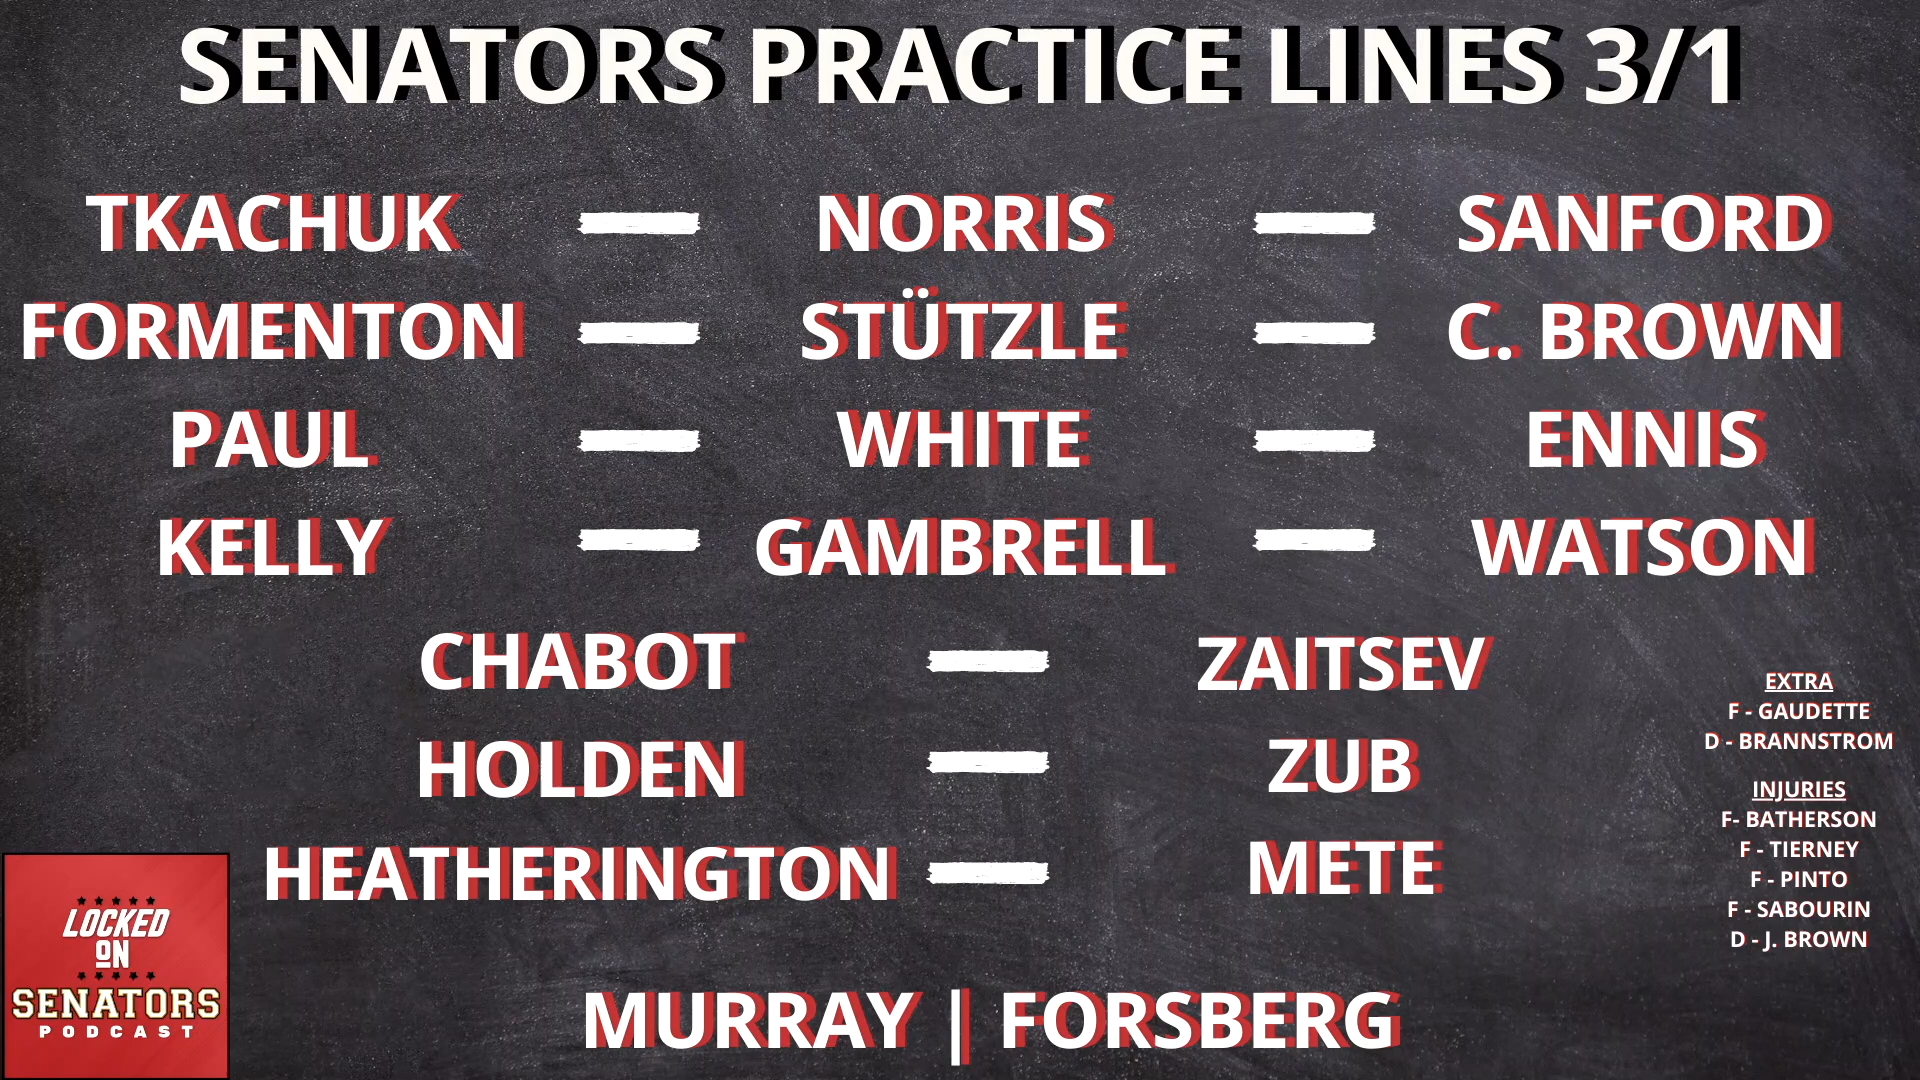 SENATORS PRACTICE LINES 3/1
TKACHUK — NORRIS — SANFORD
FORMENTON — STÜTZLE — C. BROWN
PAUL — WHITE — ENNIS
KELLY — GAMBRELL — WATSON
CHABOT — ZAITSEV
HOLDEN — ZUB
HEATHERINGTON — METE
MURRAY | FORSBERG
EXTRA
F - GAUDETTE
D - BRANNSTROM
INJURIES
F- BATHERSON
F - TIERNEY
F - PINTO
F - SABOURIN
D - J. BROWN
LOCKED
ON
SENATORS
PODCAST